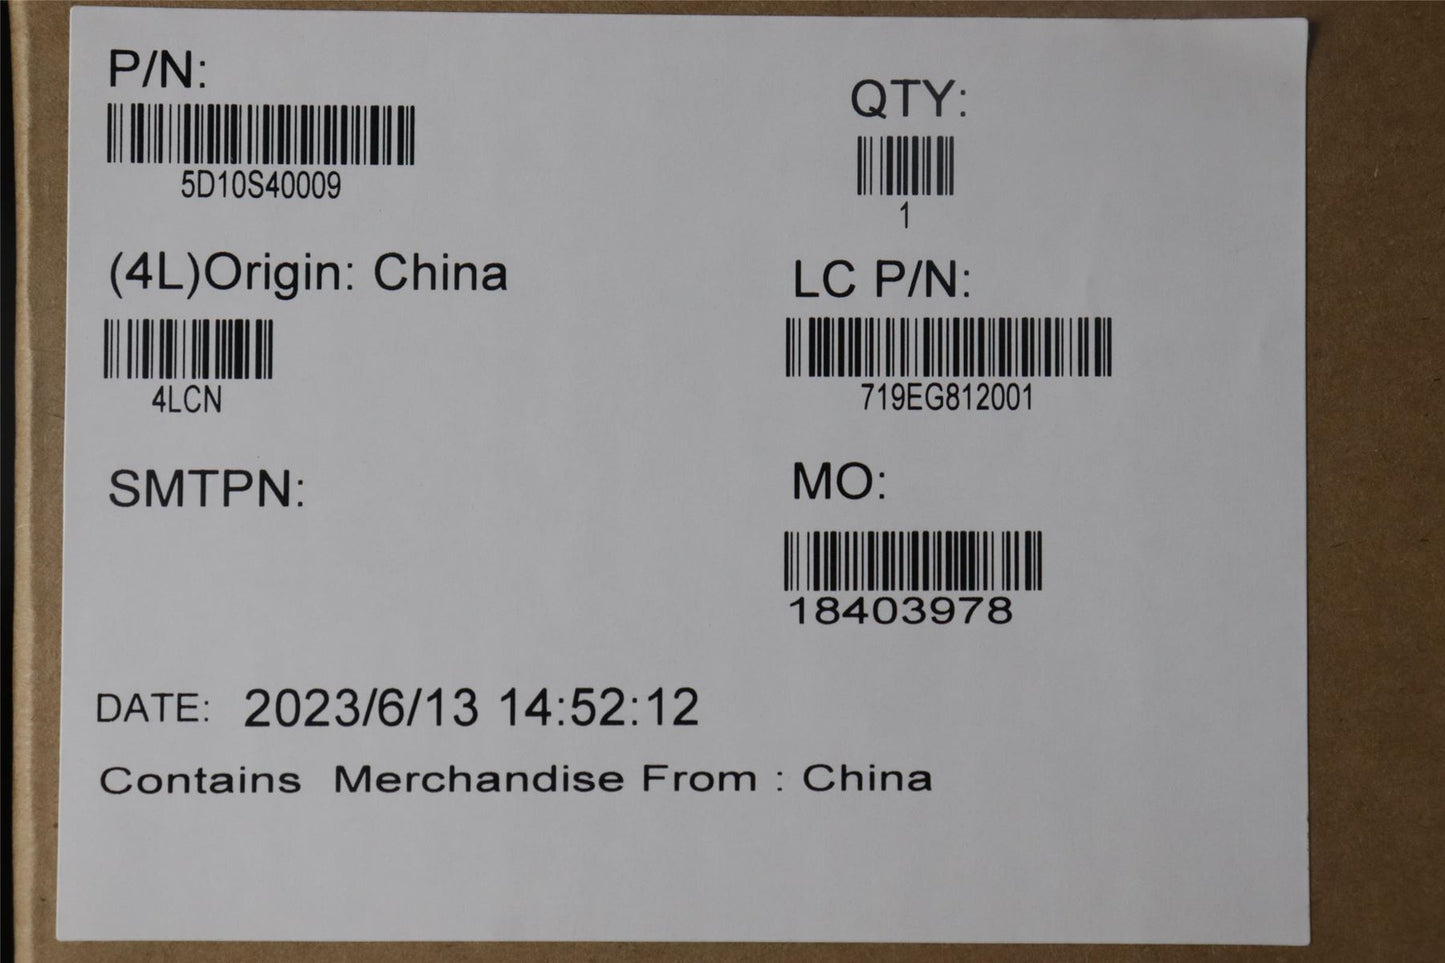 P/N:
5D10S40009
QTY:
1
(4L)Origin: China
4LCN
LC P/N:
719EG812001
SMTPN:
MO:
18403978
DATE: 2023/6/13 14:52:12
Contains Merchandise From : China